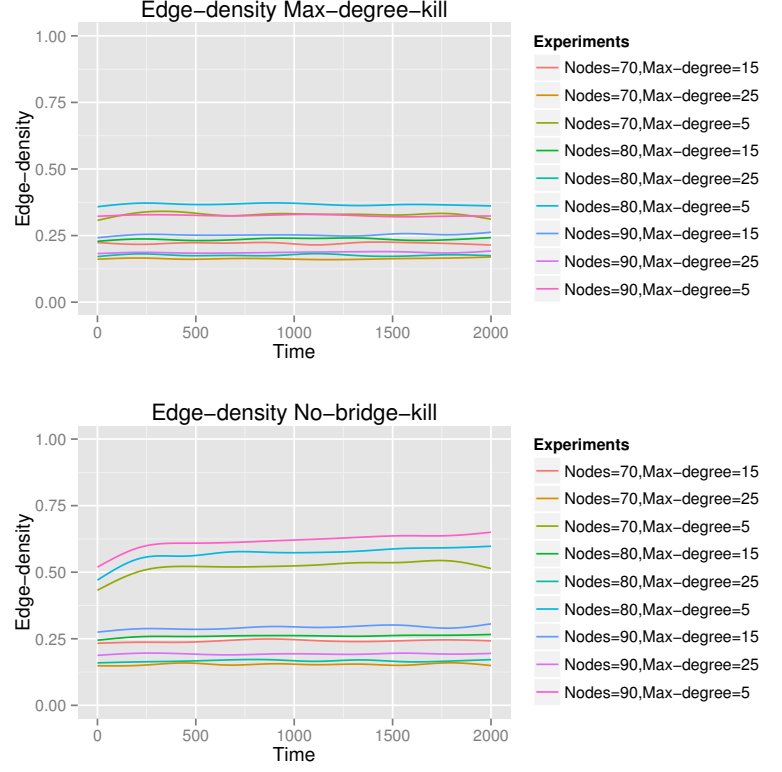 Edge−density Max−degree−kill
1.00
0.75
0.50
0.25
0.00
Edge−density
0
500
1000
1500
2000
Time
Experiments
Nodes=70,Max−degree=15
Nodes=70,Max−degree=25
Nodes=70,Max−degree=5
Nodes=80,Max−degree=15
Nodes=80,Max−degree=25
Nodes=80,Max−degree=5
Nodes=90,Max−degree=15
Nodes=90,Max−degree=25
Nodes=90,Max−degree=5
Edge−density No−bridge−kill
1.00
0.75
0.50
0.25
0.00
Edge−density
0
500
1000
1500
2000
Time
Experiments
Nodes=70,Max−degree=15
Nodes=70,Max−degree=25
Nodes=70,Max−degree=5
Nodes=80,Max−degree=15
Nodes=80,Max−degree=25
Nodes=80,Max−degree=5
Nodes=90,Max−degree=15
Nodes=90,Max−degree=25
Nodes=90,Max−degree=5